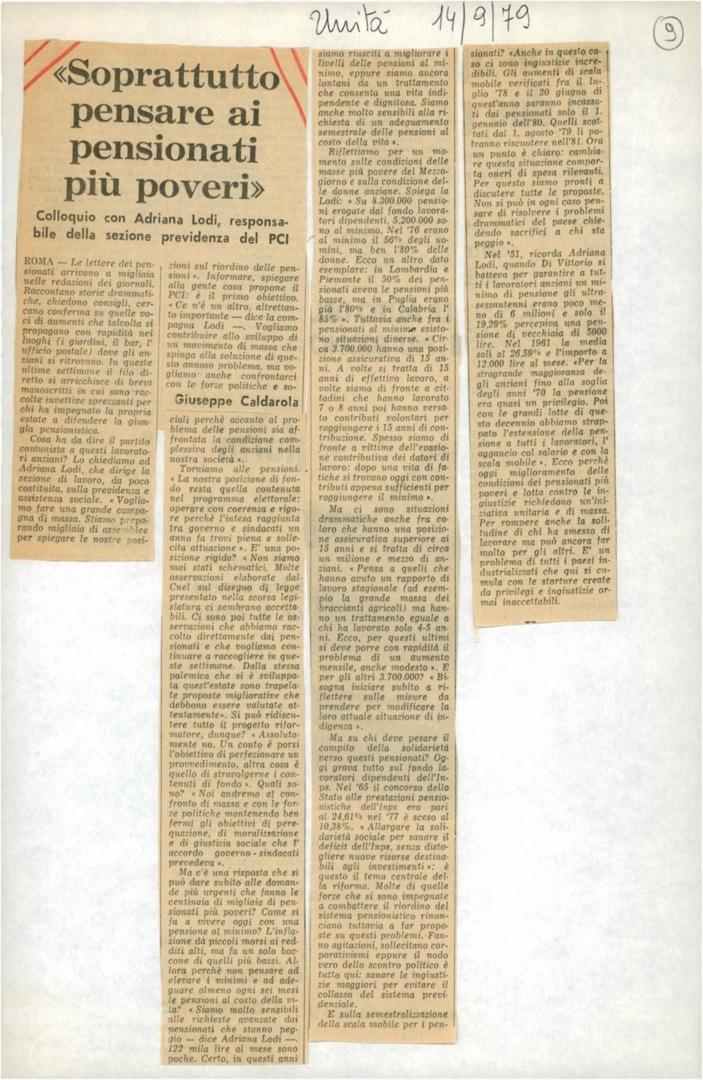 Unità 14/9/79
9
«Soprattutto
pensare ai
pensionati
più poveri»
Colloquio con Adriana Lodi, responsa-
bile della sezione previdenza del PCI
ROMA — Le lettere dei pen-
sionati arrivano a migliaia
nelle redazioni dei giornali.
Raccontano storie drammati-
che, chiedono consigli, cer-
cano conferma su quelle vo-
ci di aumenti che talvolta si
propagano con rapidità nei
luoghi (i giardini, il bar, l'
ufficio postale) dove gli an-
ziani si ritrovano. In queste
ultime settimane il filo di-
retto si arricchisce di brevi
manoscritti in cui sono rac-
colte invettive sprezzanti per
chi ha impegnato la propria
estate a difendere la giun-
gla pensionistica.
Cosa ha da dire il partito
comunista a questi lavora-
tori anziani? Lo chiediamo ad
Adriana Lodi, che dirige la
sezione di lavoro, da poco
costituita, sulla previdenza e
assistenza sociale. « Voglia-
mo fare una grande campa-
gna di massa. Stiamo prepa-
rando migliaia di assemblee
per spiegare le nostre posi-
zioni sul riordino delle pen-
sioni ». Informare, spiegare
alla gente cosa propone il
PCI: è il primo obiettivo.
« Ce n'è un altro, altrettan-
to importante — dice la com-
pagna Lodi —. Vogliamo
contribuire allo sviluppo di
un movimento di massa che
spinga alla soluzione di que-
sto annoso problema, ma vo-
gliamo anche confrontarci
con le forze politiche e so-
Giuseppe Caldarola
ciali perchè accanto al pro-
blema delle pensioni sia af-
frontata la condizione com-
plessiva degli anziani nella
nostra società ».
Torniamo alle pensioni.
« La nostra posizione di fon-
do resta quella contenuta
nel programma elettorale:
operare con coerenza e rigo-
re perchè l'intesa raggiunta
tra governo e sindacati un
anno fa trovi piena e solle-
cita attuazione ». E' una po-
sizione rigida? « Non siamo
mai stati schematici. Molte
osservazioni elaborate dal
Cnel sul disegno di legge
presentato nella scorsa legi-
slatura ci sembrano accetta-
bili. Ci sono poi tutte le os-
servazioni che abbiamo rac-
colto direttamente dai pen-
sionati e che vogliamo con-
tinuare a raccogliere in que-
ste settimane. Dalla stessa
polemica che si è sviluppa-
ta quest'estate sono trapela-
te proposte migliorative che
debbono essere valutate at-
tentamente». Si può ridiscu-
tere tutto il progetto rifor-
matore, dunque? « Assoluta-
mente no. Un conto è porsi
l'obiettivo di perfezionare un
provvedimento, altra cosa è
quello di stravolgerne i con-
tenuti di fondo ». Quali so-
no? « Noi andremo al con-
fronto di massa e con le for-
ze politiche mantenendo ben
fermi gli obiettivi di pere-
quazione, di moralizzazione
e di giustizia sociale che l'
accordo governo - sindacati
prevedeva ».
Ma c'è una risposta che si
può dare subito alle doman-
de più urgenti che fanno le
centinaia di migliaia di pen-
sionati più poveri? Come si
fa a vivere oggi con una
pensione al minimo? L'infla-
zione dà piccoli morsi ai red-
diti alti, ma fa un solo boc-
cone di quelli più bassi. Al-
lora perchè non pensare ad
elevare i minimi e ad ade-
guare almeno ogni sei mesi
le pensioni al costo della vi-
ta? « Siamo molto sensibili
alle richieste avanzate dai
pensionati che stanno peg-
gio — dice Adriana Lodi —.
122 mila lire al mese sono
poche. Certo, in questi anni
siamo riusciti a migliorare i
livelli delle pensioni al mi-
nimo, eppure siamo ancora
lontani da un trattamento
che consenta una vita indi-
pendente e dignitosa. Siamo
anche molto sensibili alla ri-
chiesta di un adeguamento
semestrale delle pensioni al
costo della vita ».
Riflettiamo per un mo-
mento sulle condizioni delle
masse più povere del Mezzo-
giorno e sulla condizione del-
le donne anziane. Spiega la
Lodi: « Su 8.300.000 pensio-
ni erogate dal fondo lavora-
tori dipendenti, 5.200.000 so-
no al minimo. Nel '76 erano
al minimo il 56% degli uo-
mini, ma ben l'80% delle
donne. Ecco un altro dato
esemplare: in Lombardia e
Piemonte il 50% dei pen-
sionati aveva le pensioni più
basse, ma in Puglia erano
già l'80% e in Calabria l'
85% ». Tuttavia anche fra i
pensionati al minimo esisto-
no situazioni diverse. « Cir-
ca 3.700.000 hanno una posi-
zione assicurativa di 15 an-
ni. A volte si tratta di 15
anni di effettivo lavoro, a
volte siamo di fronte a cit-
tadini che hanno lavorato
7 o 8 anni poi hanno versa-
to contributi volontari per
raggiungere i 15 anni di con-
tribuzione. Spesso siamo di
fronte a vittime dell'evasio-
ne contributiva dei datori di
lavoro: dopo una vita di fa-
tiche si trovano oggi con con-
tributi appena sufficienti per
raggiungere il minimo ».
Ma ci sono situazioni
drammatiche anche fra co-
loro che hanno una posizio-
ne assicurativa superiore ai
15 anni e si tratta di circa
un milione e mezzo di an-
ziani. « Pensa a quelli che
hanno avuto un rapporto di
lavoro stagionale (ad esem-
pio la grande massa dei
braccianti agricoli) ma han-
no un trattamento eguale a
chi ha lavorato solo 4-5 an-
ni. Ecco, per questi ultimi
si deve porre con rapidità il
problema di un aumento
mensile, anche modesto ». E
per gli altri 3.700.000? « Bi-
sogna iniziare subito a ri-
flettere sulle misure da
prendere per modificare la
loro attuale situazione di in-
digenza ».
Ma su chi deve pesare il
compito della solidarietà
verso questi pensionati? Og-
gi grava tutto sul fondo la-
voratori dipendenti dell'In-
ps. Nel '65 il concorso dello
Stato alle prestazioni pensio-
nistiche dell'Inps era pari
al 24,61% nel '77 è sceso al
10,38%. « Allargare la soli-
darietà sociale per sanare il
deficit dell'Inps, senza disto-
gliere nuove risorse destina-
bili agli investimenti »: è
questo il tema centrale del-
la riforma. Molte di quelle
forze che si sono impegnate
a combattere il riordino del
sistema pensionistico rinun-
ciano tuttavia a far propo-
ste su questi problemi. Fan-
no agitazioni, sollecitano cor-
porativismi eppure il nodo
vero dello scontro politico è
tutto qui: sanare le ingiu-
stizie maggiori per evitare il
collasso del sistema previ-
denziale.
E sulla semestralizzazione
della scala mobile per i pen-
sionati? «Anche in questo ca-
so ci sono ingiustizie incre-
dibili. Gli aumenti di scala
mobile verificati fra il lu-
glio '78 e il 30 giugno di
quest'anno saranno incassa-
ti dai pensionati solo il 1.
gennaio dell'80. Quelli scat-
tati dal 1. agosto '79 li po-
tranno riscuotere nell'81. Ora
un punto è chiaro: cambia-
re questa situazione compor-
ta oneri di spesa rilevanti.
Per questo siamo pronti a
discutere tutte le proposte.
Non si può in ogni caso pen-
sare di risolvere i problemi
drammatici del paese chie-
dendo sacrifici a chi sta
peggio ».
Nel '51, ricorda Adriana
Lodi, quando Di Vittorio si
batteva per garantire a tut-
ti i lavoratori anziani un mi-
nimo di pensione gli ultra-
sessantenni erano poco me-
no di 6 milioni e solo il
19,29% percepiva una pen-
sione di vecchiaia di 5000
lire. Nel 1961 la media
salì al 26,59% e l'importo a
12.000 lire al mese. «Per la
stragrande maggioranza de-
gli anziani fino alla soglia
degli anni '70 la pensione
era quasi un privilegio. Poi
con le grandi lotte di que-
sto decennio abbiamo strap-
pato l'estensione della pen-
sione a tutti i lavoratori, l'
aggancio col salario e con la
scala mobile ». Ecco perchè
oggi miglioramento delle
condizioni dei pensionati più
poveri e lotta contro le in-
giustizie richiedono un'ini-
ziativa unitaria e di massa.
Per rompere anche la soli-
tudine di chi ha smesso di
lavorare ma può ancora far
molto per gli altri. E' un
problema di tutti i paesi in-
dustrializzati che qui si cu-
mula con le storture create
da privilegi e ingiustizie or-
mai inaccettabili.